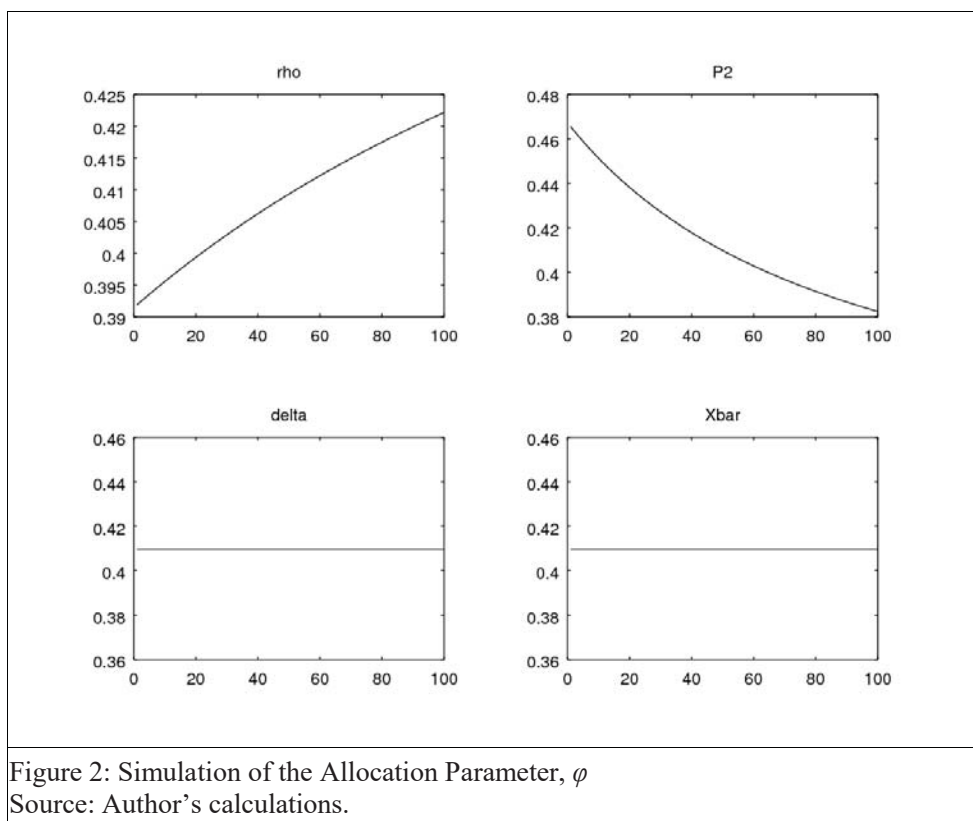 rho
0.425
0.42
0.415
0.41
0.405
0.4
0.395
0.39
0 20 40 60 80 100
P2
0.48
0.46
0.44
0.42
0.4
0.38
0 20 40 60 80 100
delta
0.46
0.44
0.42
0.4
0.38
0.36
0 20 40 60 80 100
Xbar
0.46
0.44
0.42
0.4
0.38
0.36
0 20 40 60 80 100
Figure 2: Simulation of the Allocation Parameter, φ
Source: Author’s calculations.